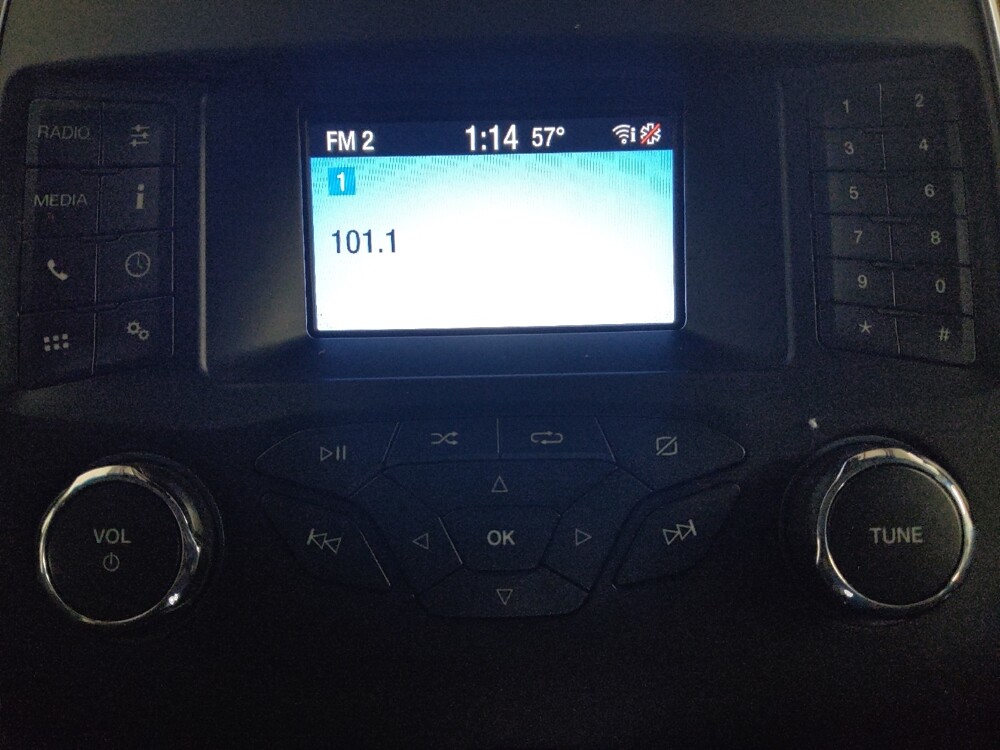 FM 2 1:14 57°
1
101.1
RADIO
MEDIA
i
1 2
3 4
5 6
7 8
9 0
* #
OK
VOL
TUNE